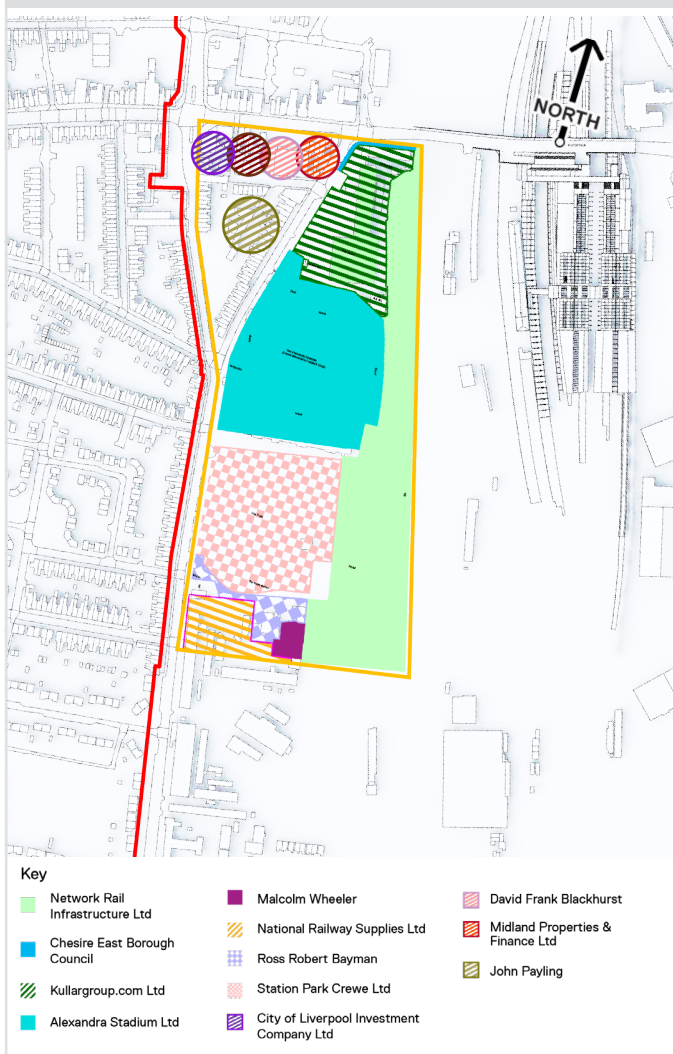 NORTH
Key
Network Rail
Infrastructure Ltd
Chesire East Borough
Council
Kullargroup.com Ltd
Alexandra Stadium Ltd
Malcolm Wheeler
National Railway Supplies Ltd
Ross Robert Bayman
Station Park Crewe Ltd
City of Liverpool Investment
Company Ltd
David Frank Blackhurst
Midland Properties &
Finance Ltd
John Payling